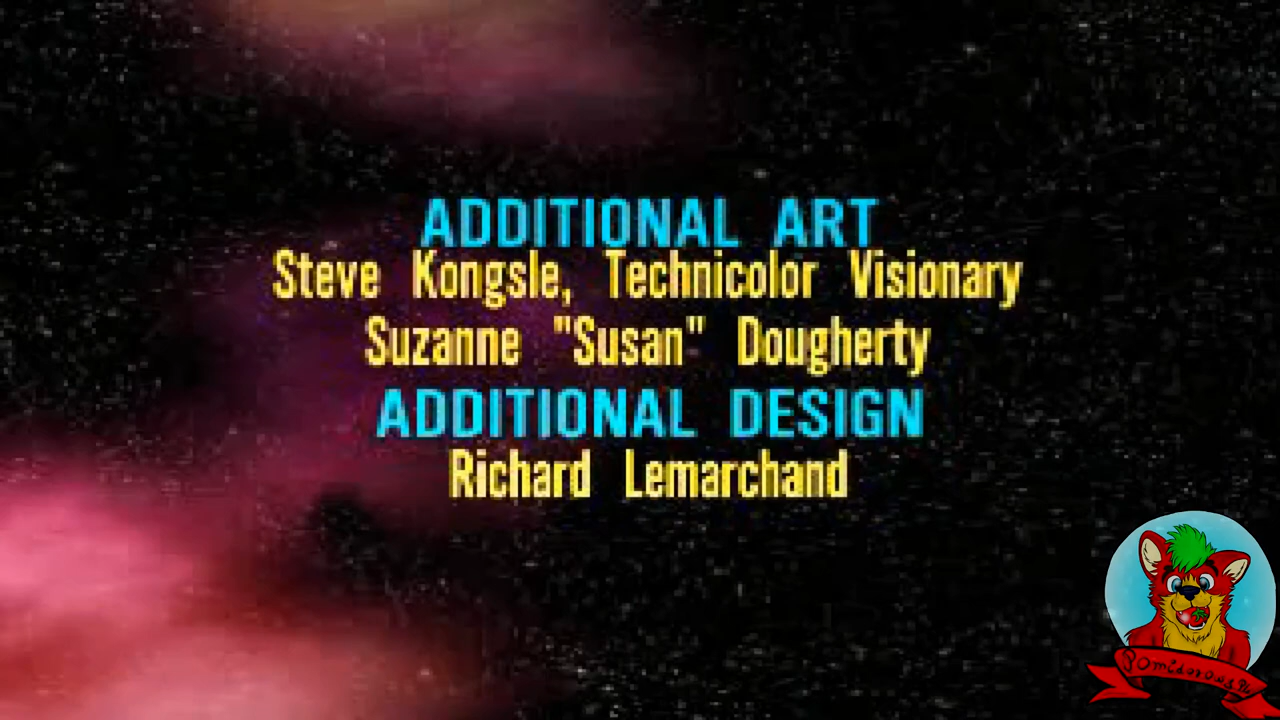 ADDITIONAL ART
Steve Kongsle, Technicolor Visionary
Suzanne "Susan" Dougherty
ADDITIONAL DESIGN
Richard Lemarchand